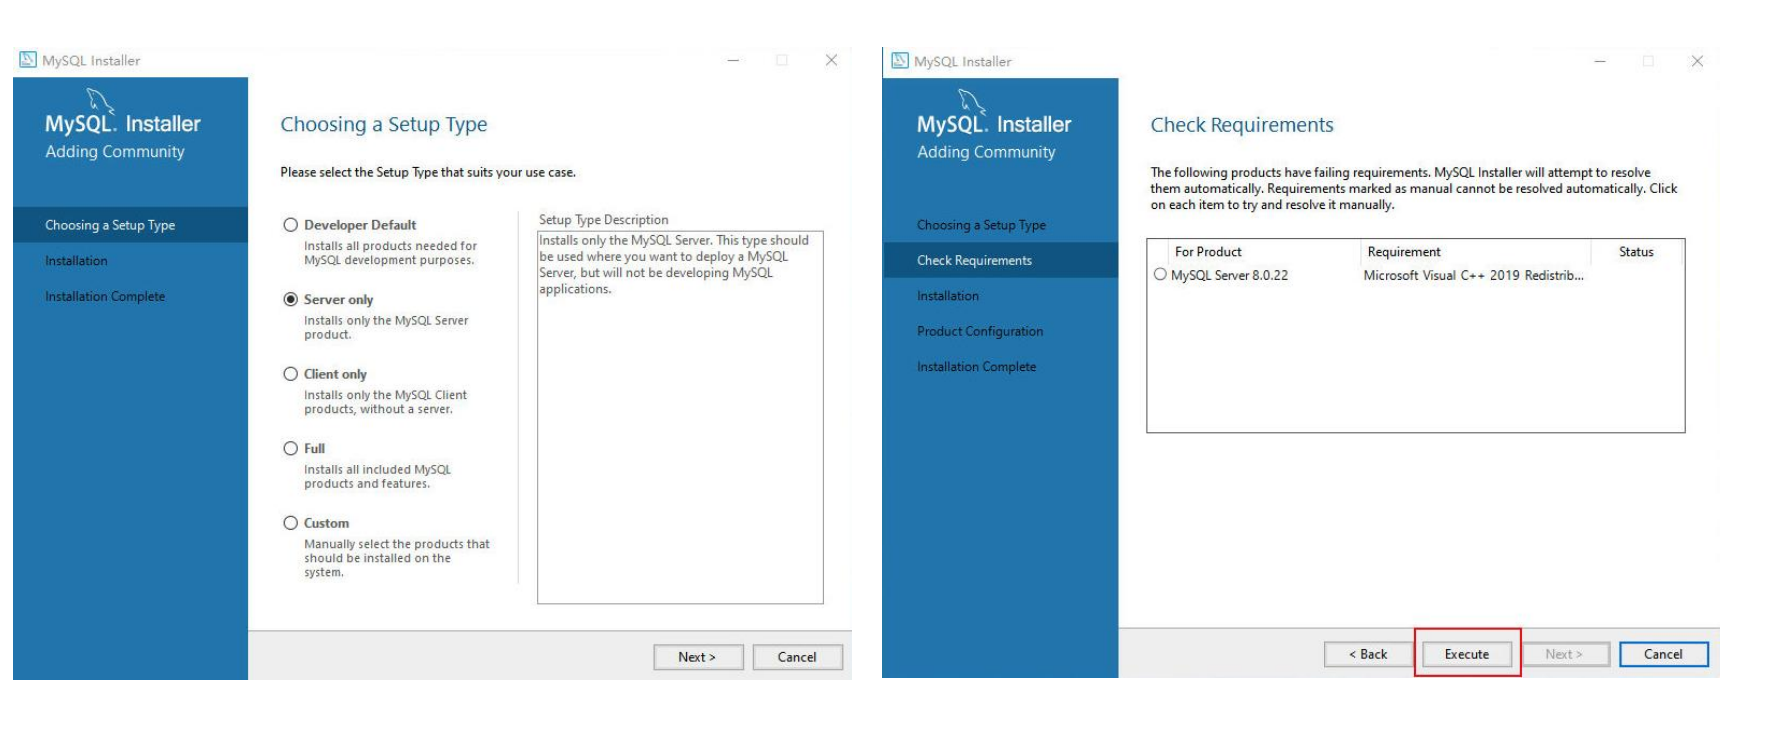 MySQL Installer
MySQL. Installer
Adding Community
Choosing a Setup Type
Installation
Installation Complete
Choosing a Setup Type
Please select the Setup Type that suits your use case.
Developer Default
Installs all products needed for
MySQL development purposes.
Server only
Installs only the MySQL Server
product.
Client only
Installs only the MySQL Client
products, without a server.
Full
Installs all included MySQL
products and features.
Custom
Manually select the products that
should be installed on the
system.
Setup Type Description
Installs only the MySQL Server. This type should
be used where you want to deploy a MySQL
Server, but will not be developing MySQL
applications.
Next >
Cancel
MySQL Installer
MySQL. Installer
Adding Community
Choosing a Setup Type
Check Requirements
Installation
Product Configuration
Installation Complete
Check Requirements
The following products have failing requirements. MySQL Installer will attempt to resolve
them automatically. Requirements marked as manual cannot be resolved automatically. Click
on each item to try and resolve it manually.
For Product Requirement Status
MySQL Server 8.0.22 Microsoft Visual C++ 2019 Redistrib...
< Back
Execute
Next >
Cancel